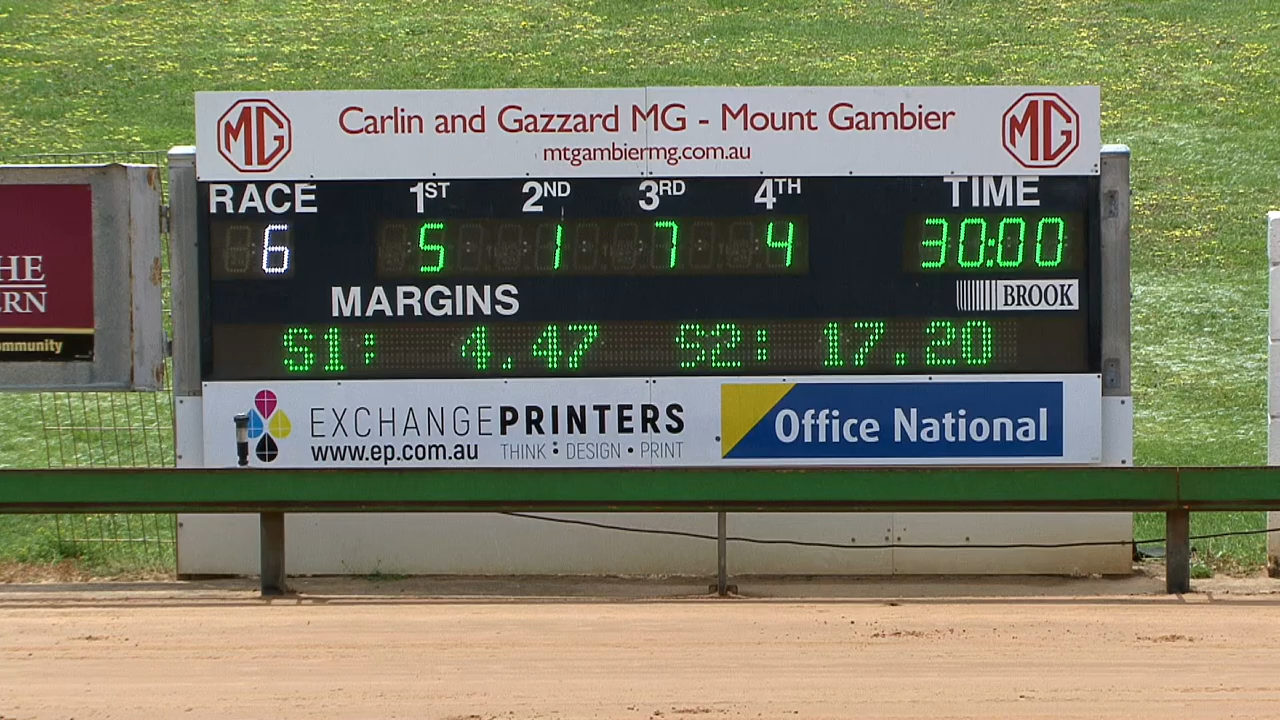 MG Carlin and Gazzard MG - Mount Gambier MG
mtgambiermg.com.au
RACE 1ST 2ND 3RD 4TH TIME
6 5 1 7 4 30:00
MARGINS BROOK
S1: 4.47 S2: 17.20
HE
ERN
mmunity
EXCHANGEPRINTERS
www.ep.com.au THINK : DESIGN • PRINT
Office National